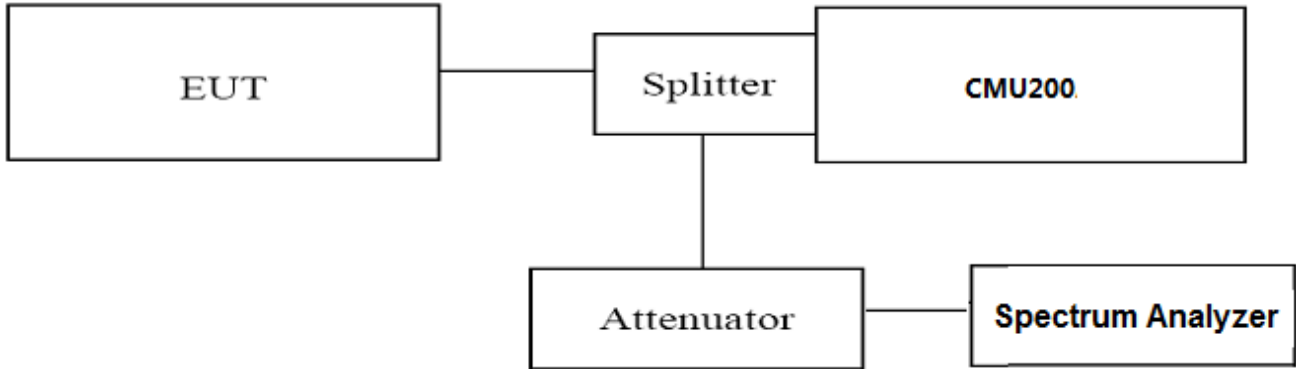 EUT
Splitter
CMU200.
Attenuator
Spectrum Analyzer